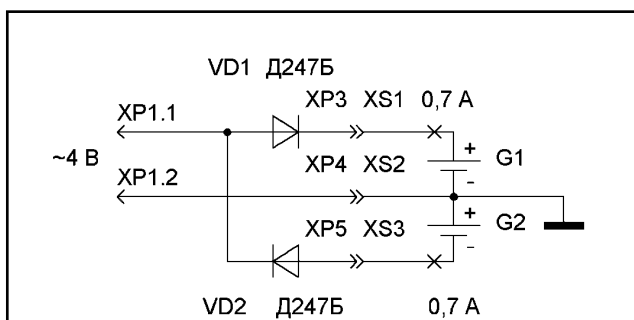 VD1 Д247Б
XP3 XS1 0,7 А
XP1.1
+
G1
-
~4 В
XP4 XS2
XP1.2
+
G2
-
XP5 XS3
VD2 Д247Б 0,7 А